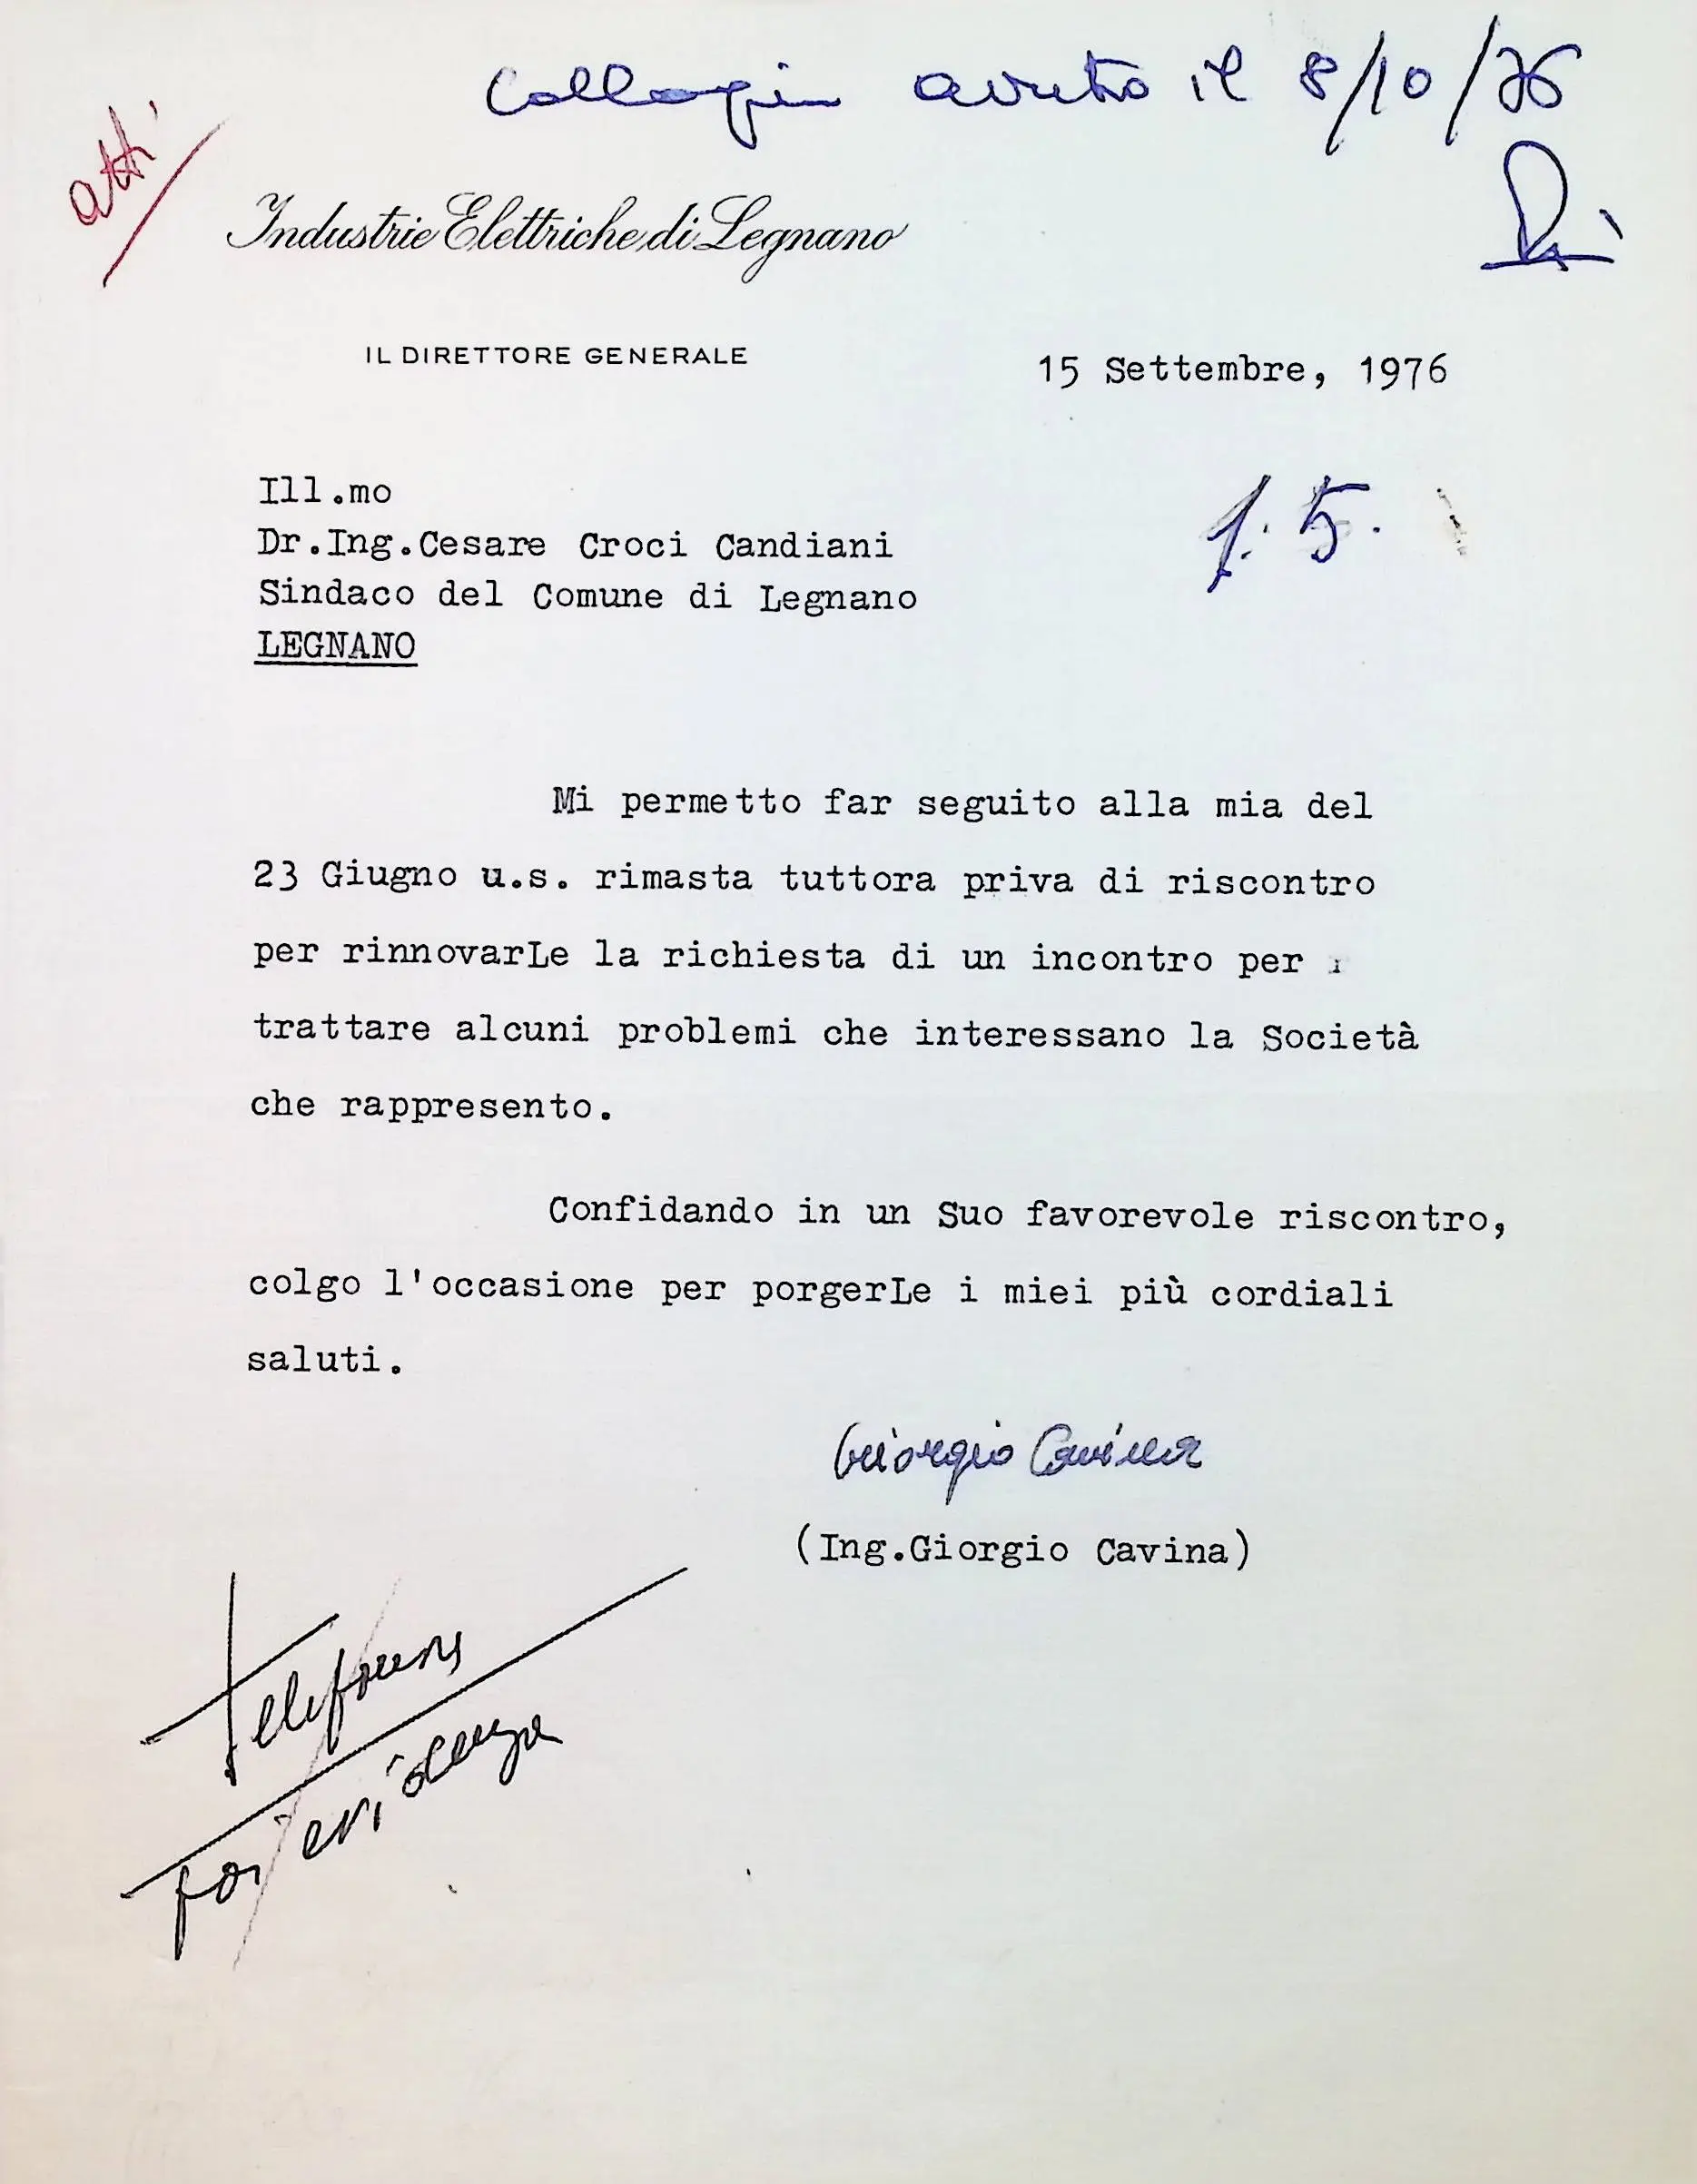 avuto il 8/10/76
atti
Industrie Elettriche di Legnano
IL DIRETTORE GENERALE
15 Settembre, 1976
Ill.mo
Dr.Ing.Cesare Croci Candiani
Sindaco del Comune di Legnano
LEGNANO
Mi permetto far seguito alla mia del
23 Giugno u.s. rimasta tuttora priva di riscontro
per rinnovarLe la richiesta di un incontro per
trattare alcuni problemi che interessano la Società
che rappresento.
Confidando in un Suo favorevole riscontro,
colgo l'occasione per porgerLe i miei più cordiali
saluti.
Giorgio Cavina
(Ing.Giorgio Cavina)